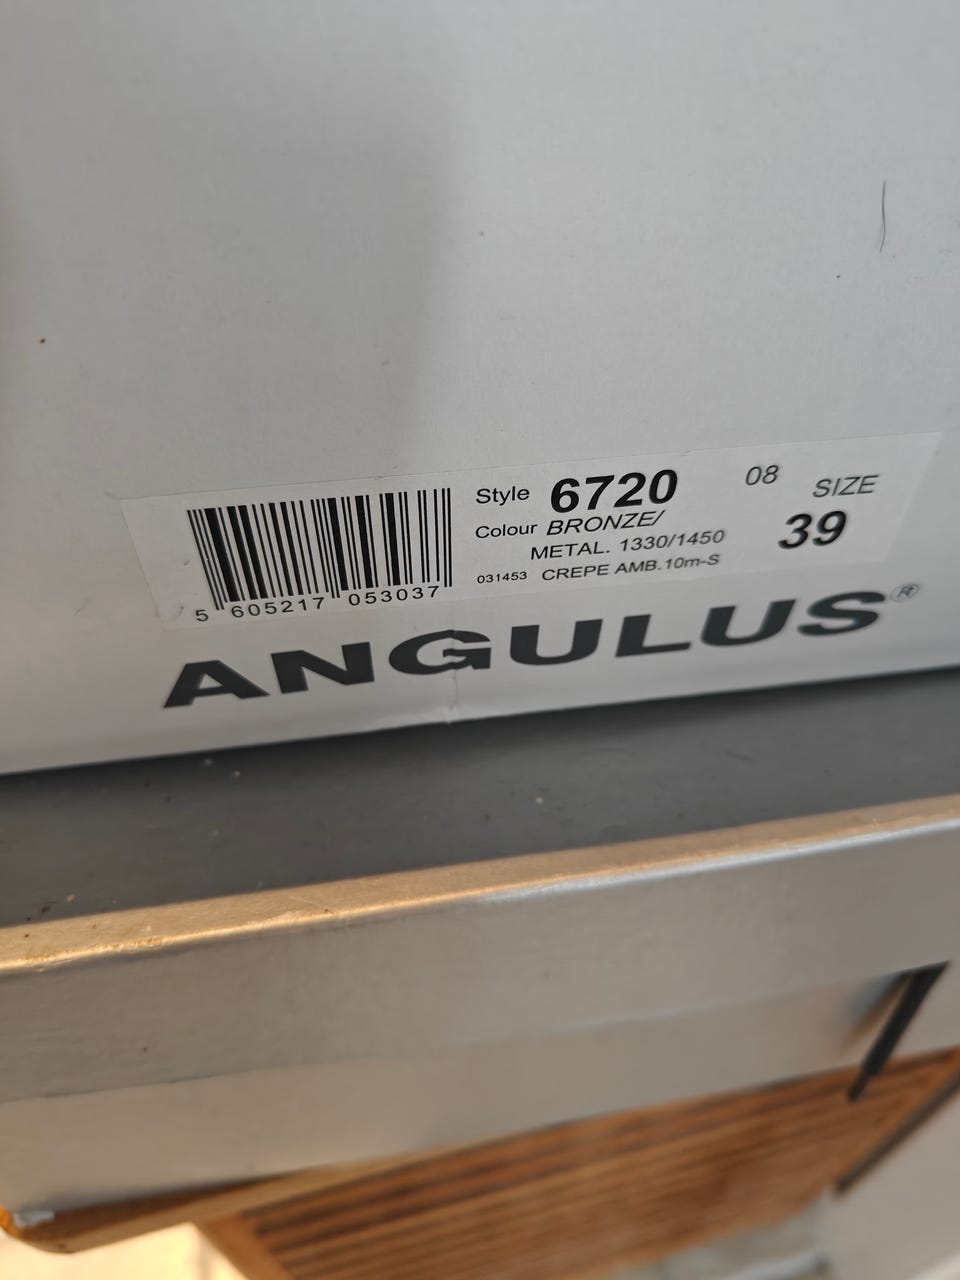 Style 6720 08 SIZE
Colour BRONZE/ 39
METAL. 1330/1450
031453 CREPE AMB.10m-S
5 605217 053037
ANGULUS®